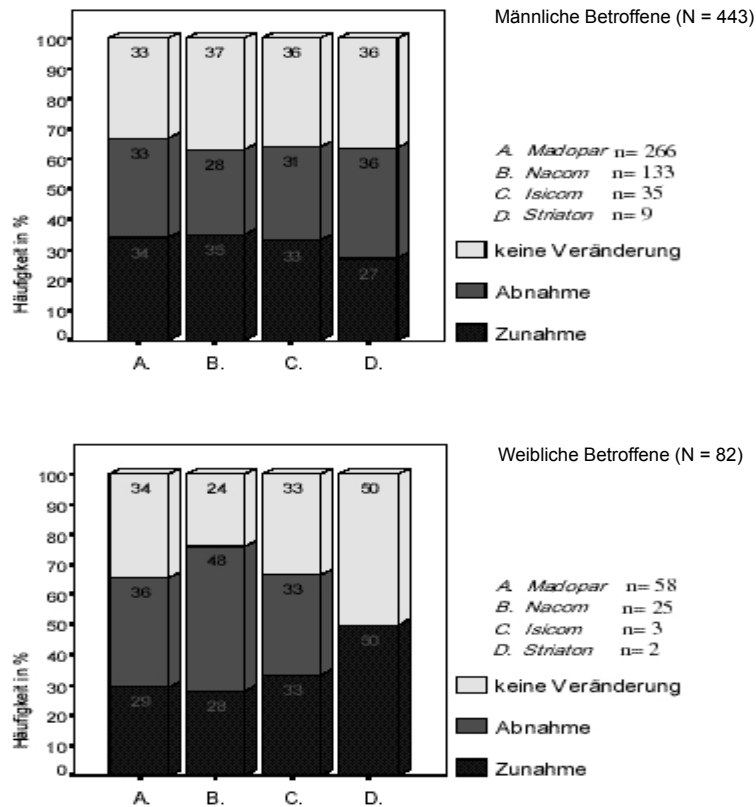 Männliche Betroffene (N = 443)
Häufigkeit in %
100
90
80
70
60
50
40
30
20
10
0
33 37 36 36
33 28 31 36
34 35 33 27
A. B. C. D.
A. Madopar n= 266
B. Nacom n= 133
C. Isicom n= 35
D. Striaton n= 9
keine Veränderung
Abnahme
Zunahme
Weibliche Betroffene (N = 82)
Häufigkeit in %
100
90
80
70
60
50
40
30
20
10
0
34 24 33 50
36 48 33
29 28 33 50
A. B. C. D.
A. Madopar n= 58
B. Nacom n= 25
C. Isicom n= 3
D. Striaton n= 2
keine Veränderung
Abnahme
Zunahme